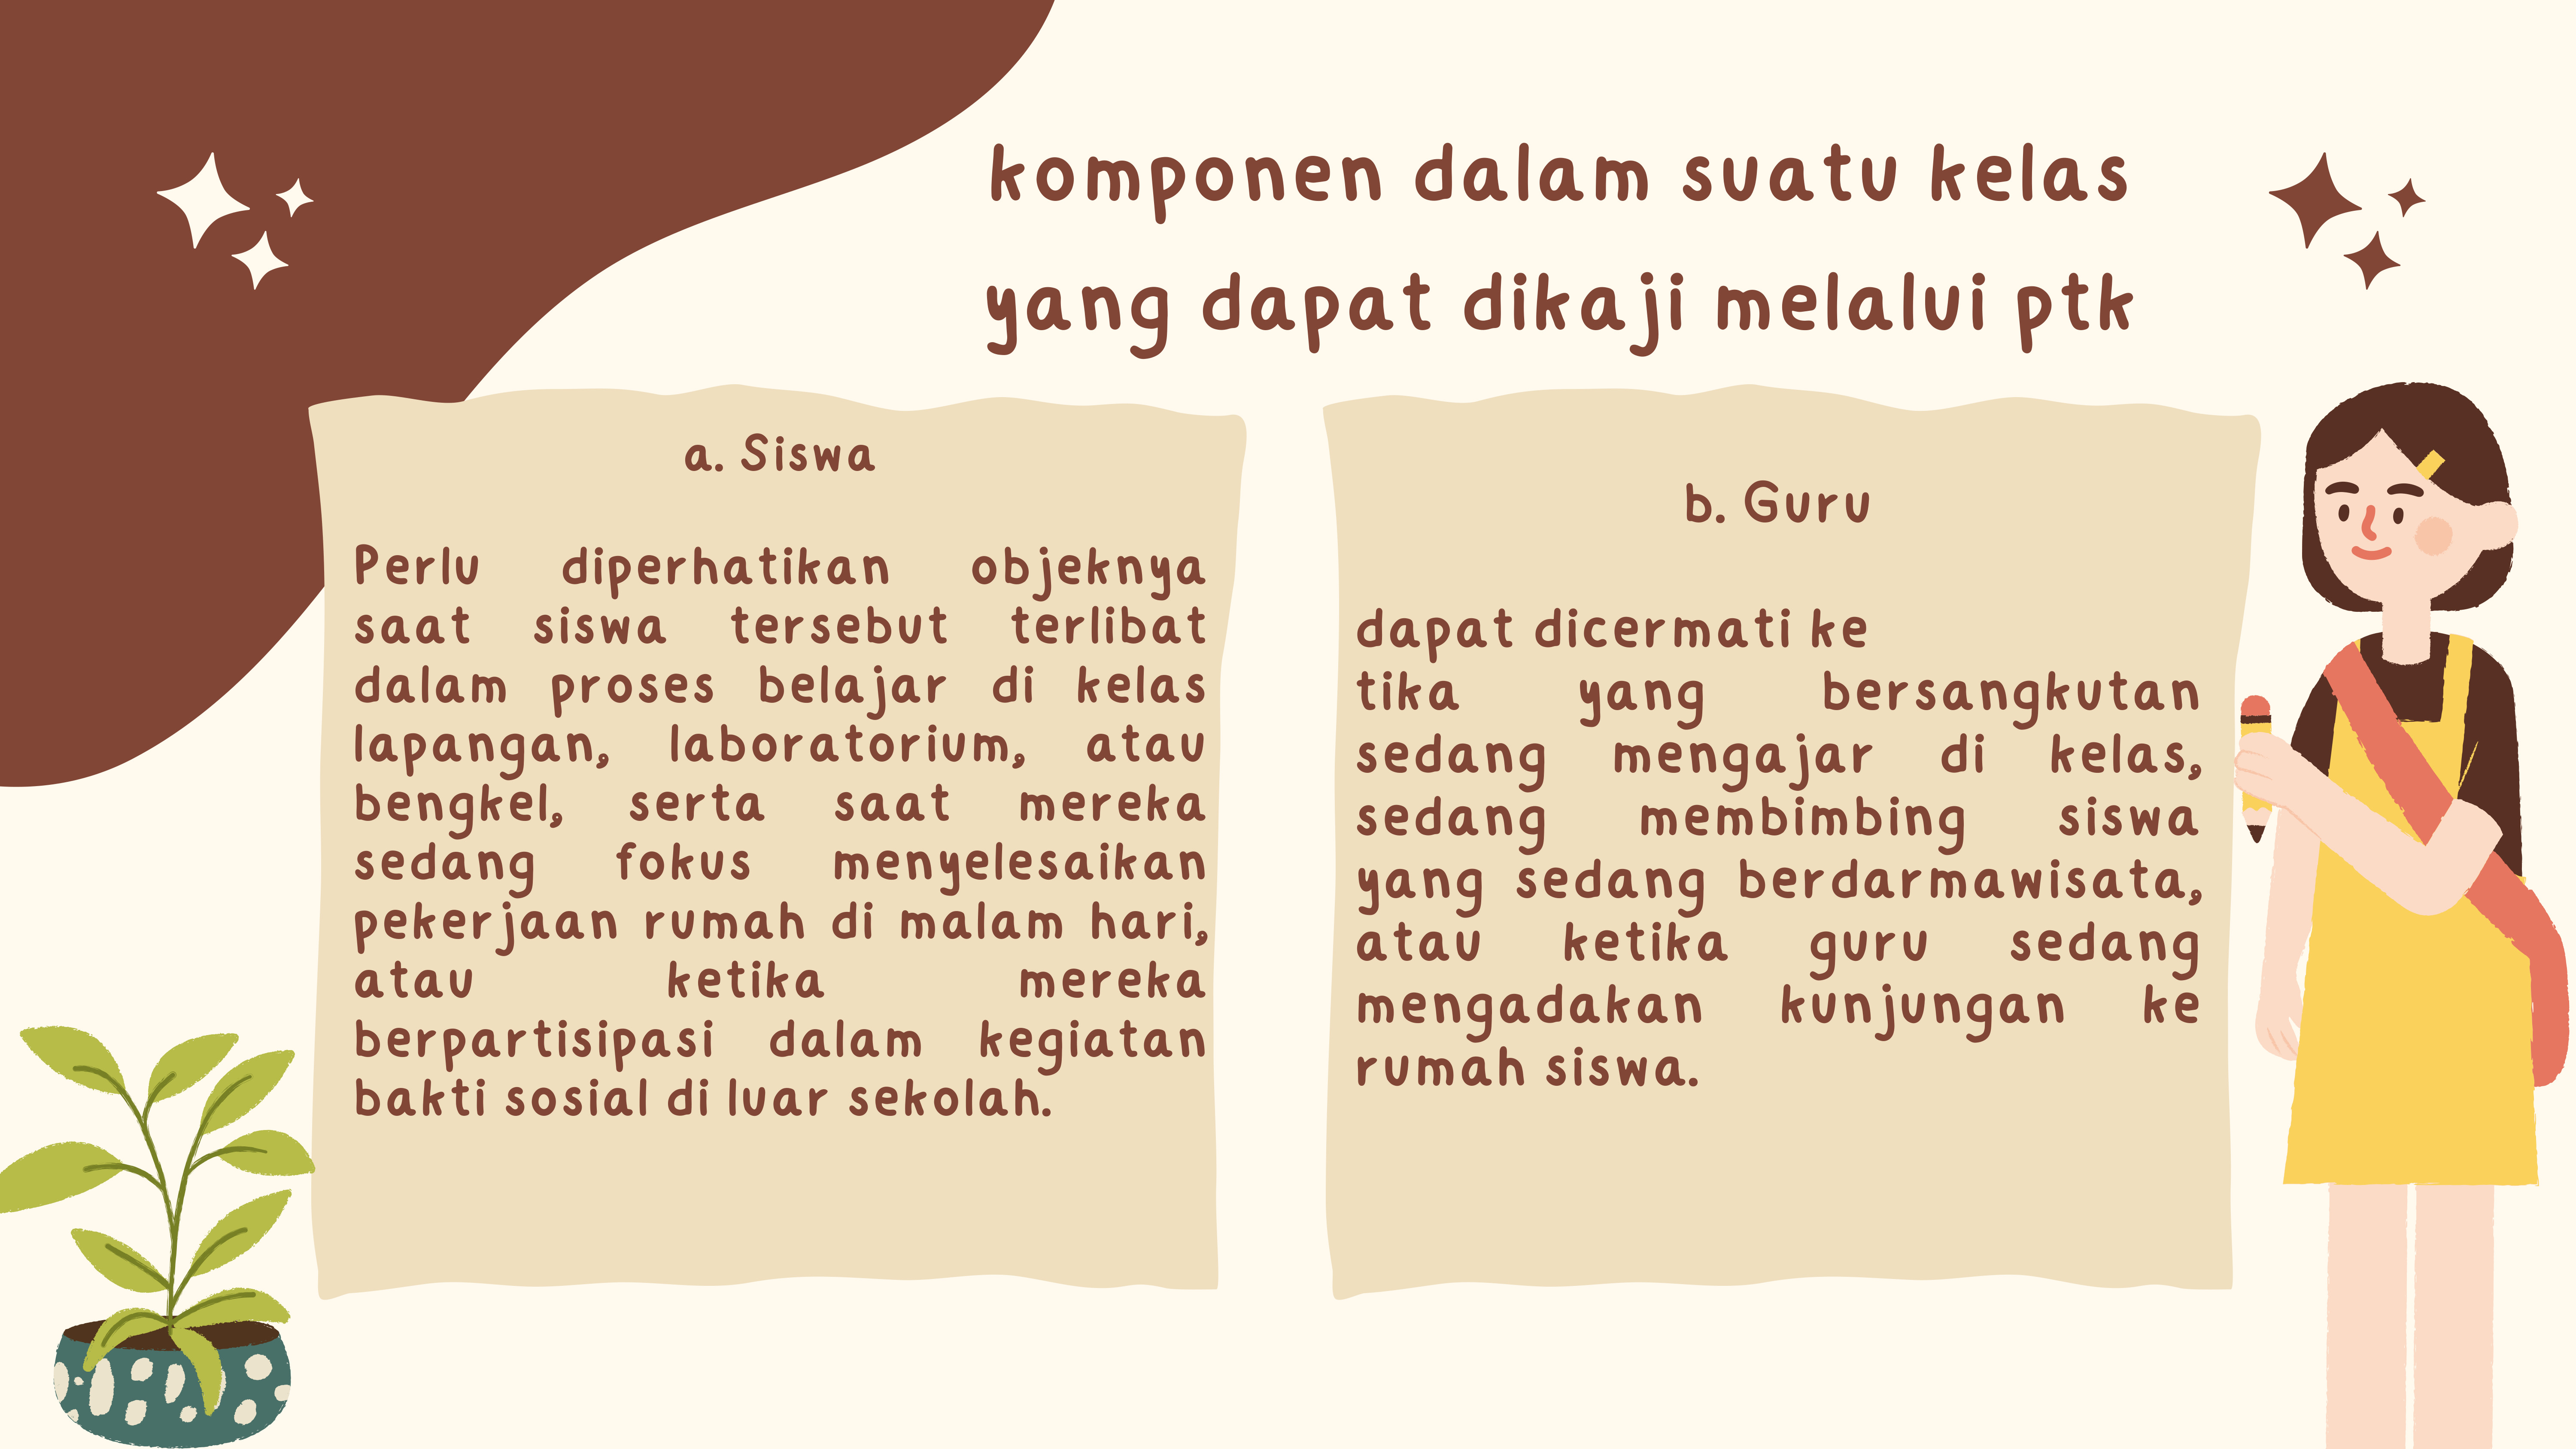 komponen dalam suatu kelas
yang dapat dikaji melalui ptk
a. Siswa
Perlu diperhatikan objeknya
saat siswa tersebut terlibat
dalam proses belajar di kelas
lapangan, laboratorium, atau
bengkel, serta saat mereka
sedang fokus menyelesaikan
pekerjaan rumah di malam hari,
atau ketika mereka
berpartisipasi dalam kegiatan
bakti sosial di luar sekolah.
b. Guru
dapat dicermati ke
tika yang bersangkutan
sedang mengajar di kelas,
sedang membimbing siswa
yang sedang berdarmawisata,
atau ketika guru sedang
mengadakan kunjungan ke
rumah siswa.